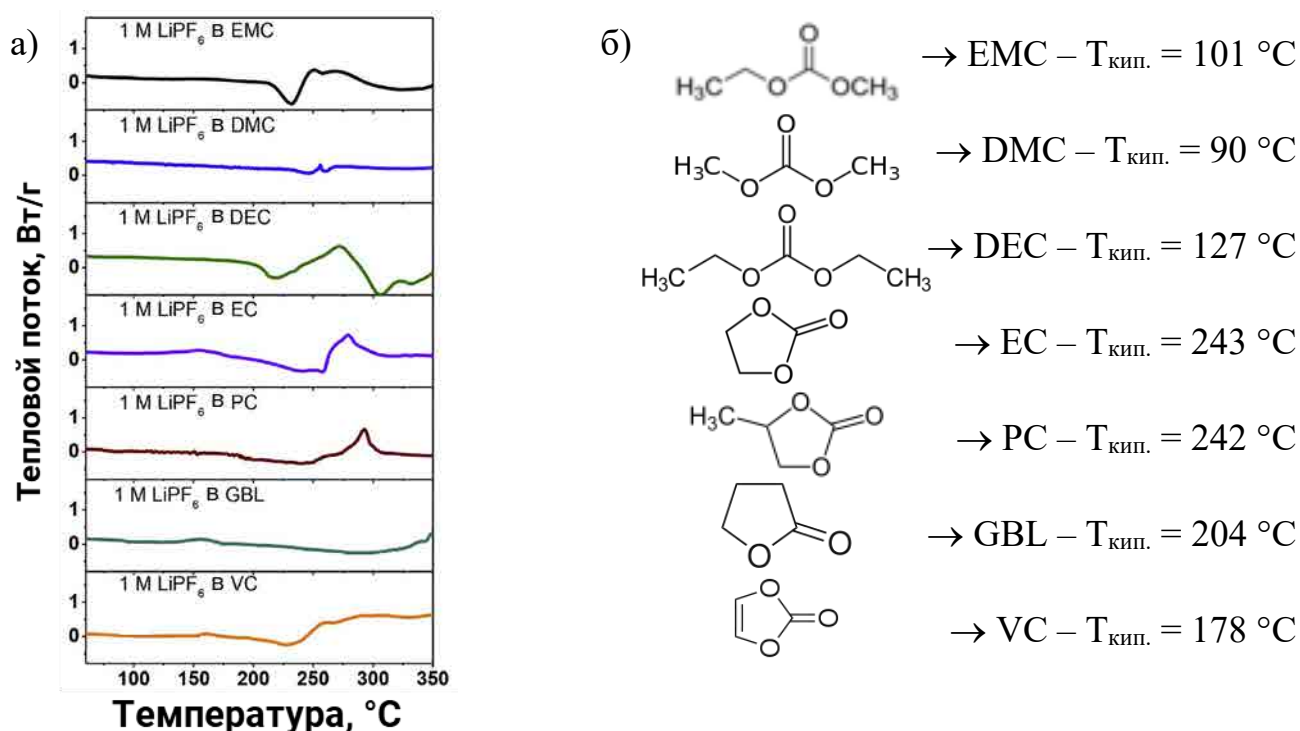 а)
Тепловой поток, Вт/г
1 M LiPF6 В EMC
1
0
1 M LiPF6 В DMC
1
0
1 M LiPF6 В DEC
1
0
1 M LiPF6 В EC
1
0
1 M LiPF6 В PC
1
0
1 M LiPF6 В GBL
1
0
1 M LiPF6 В VC
1
0
100 150 200 250 300 350
Температура, °C
б)
O
H3C O OCH3
→ EMC – Tкип. = 101 °C
O
H3C O O CH3
→ DMC – Tкип. = 90 °C
O
H3C O O CH3
→ DEC – Tкип. = 127 °C
O O O
→ EC – Tкип. = 243 °C
H3C O O O
→ PC – Tкип. = 242 °C
O O
→ GBL – Tкип. = 204 °C
O O O
→ VC – Tкип. = 178 °C